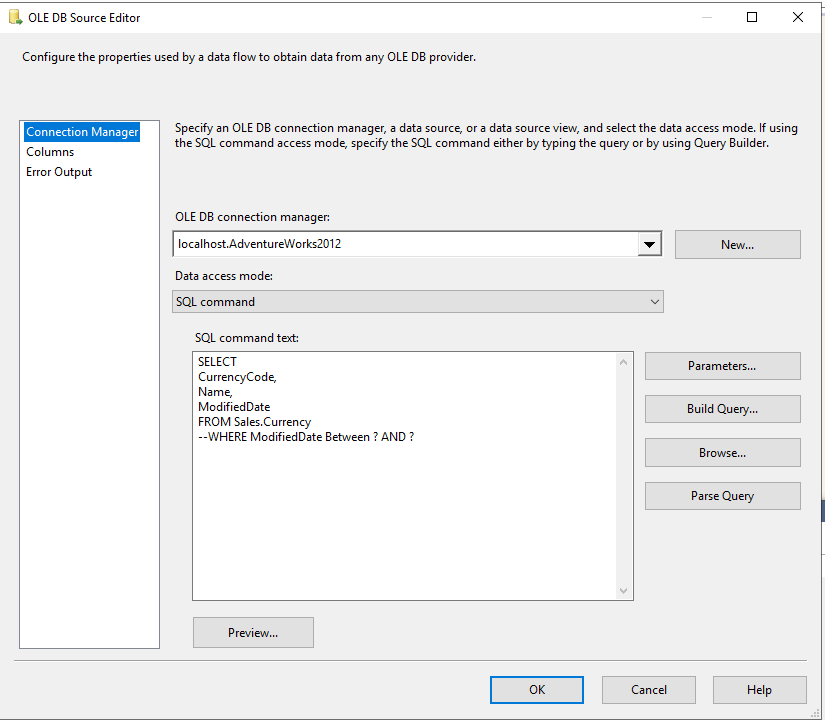 OLE DB Source Editor
Configure the properties used by a data flow to obtain data from any OLE DB provider.
Connection Manager
Columns
Error Output
Specify an OLE DB connection manager, a data source, or a data source view, and select the data access mode. If using
the SQL command access mode, specify the SQL command either by typing the query or by using Query Builder.
OLE DB connection manager:
localhost.AdventureWorks2012
New...
Data access mode:
SQL command
SQL command text:
SELECT
CurrencyCode,
Name,
ModifiedDate
FROM Sales.Currency
--WHERE ModifiedDate Between ? AND ?
Parameters...
Build Query...
Browse...
Parse Query
Preview...
OK
Cancel
Help